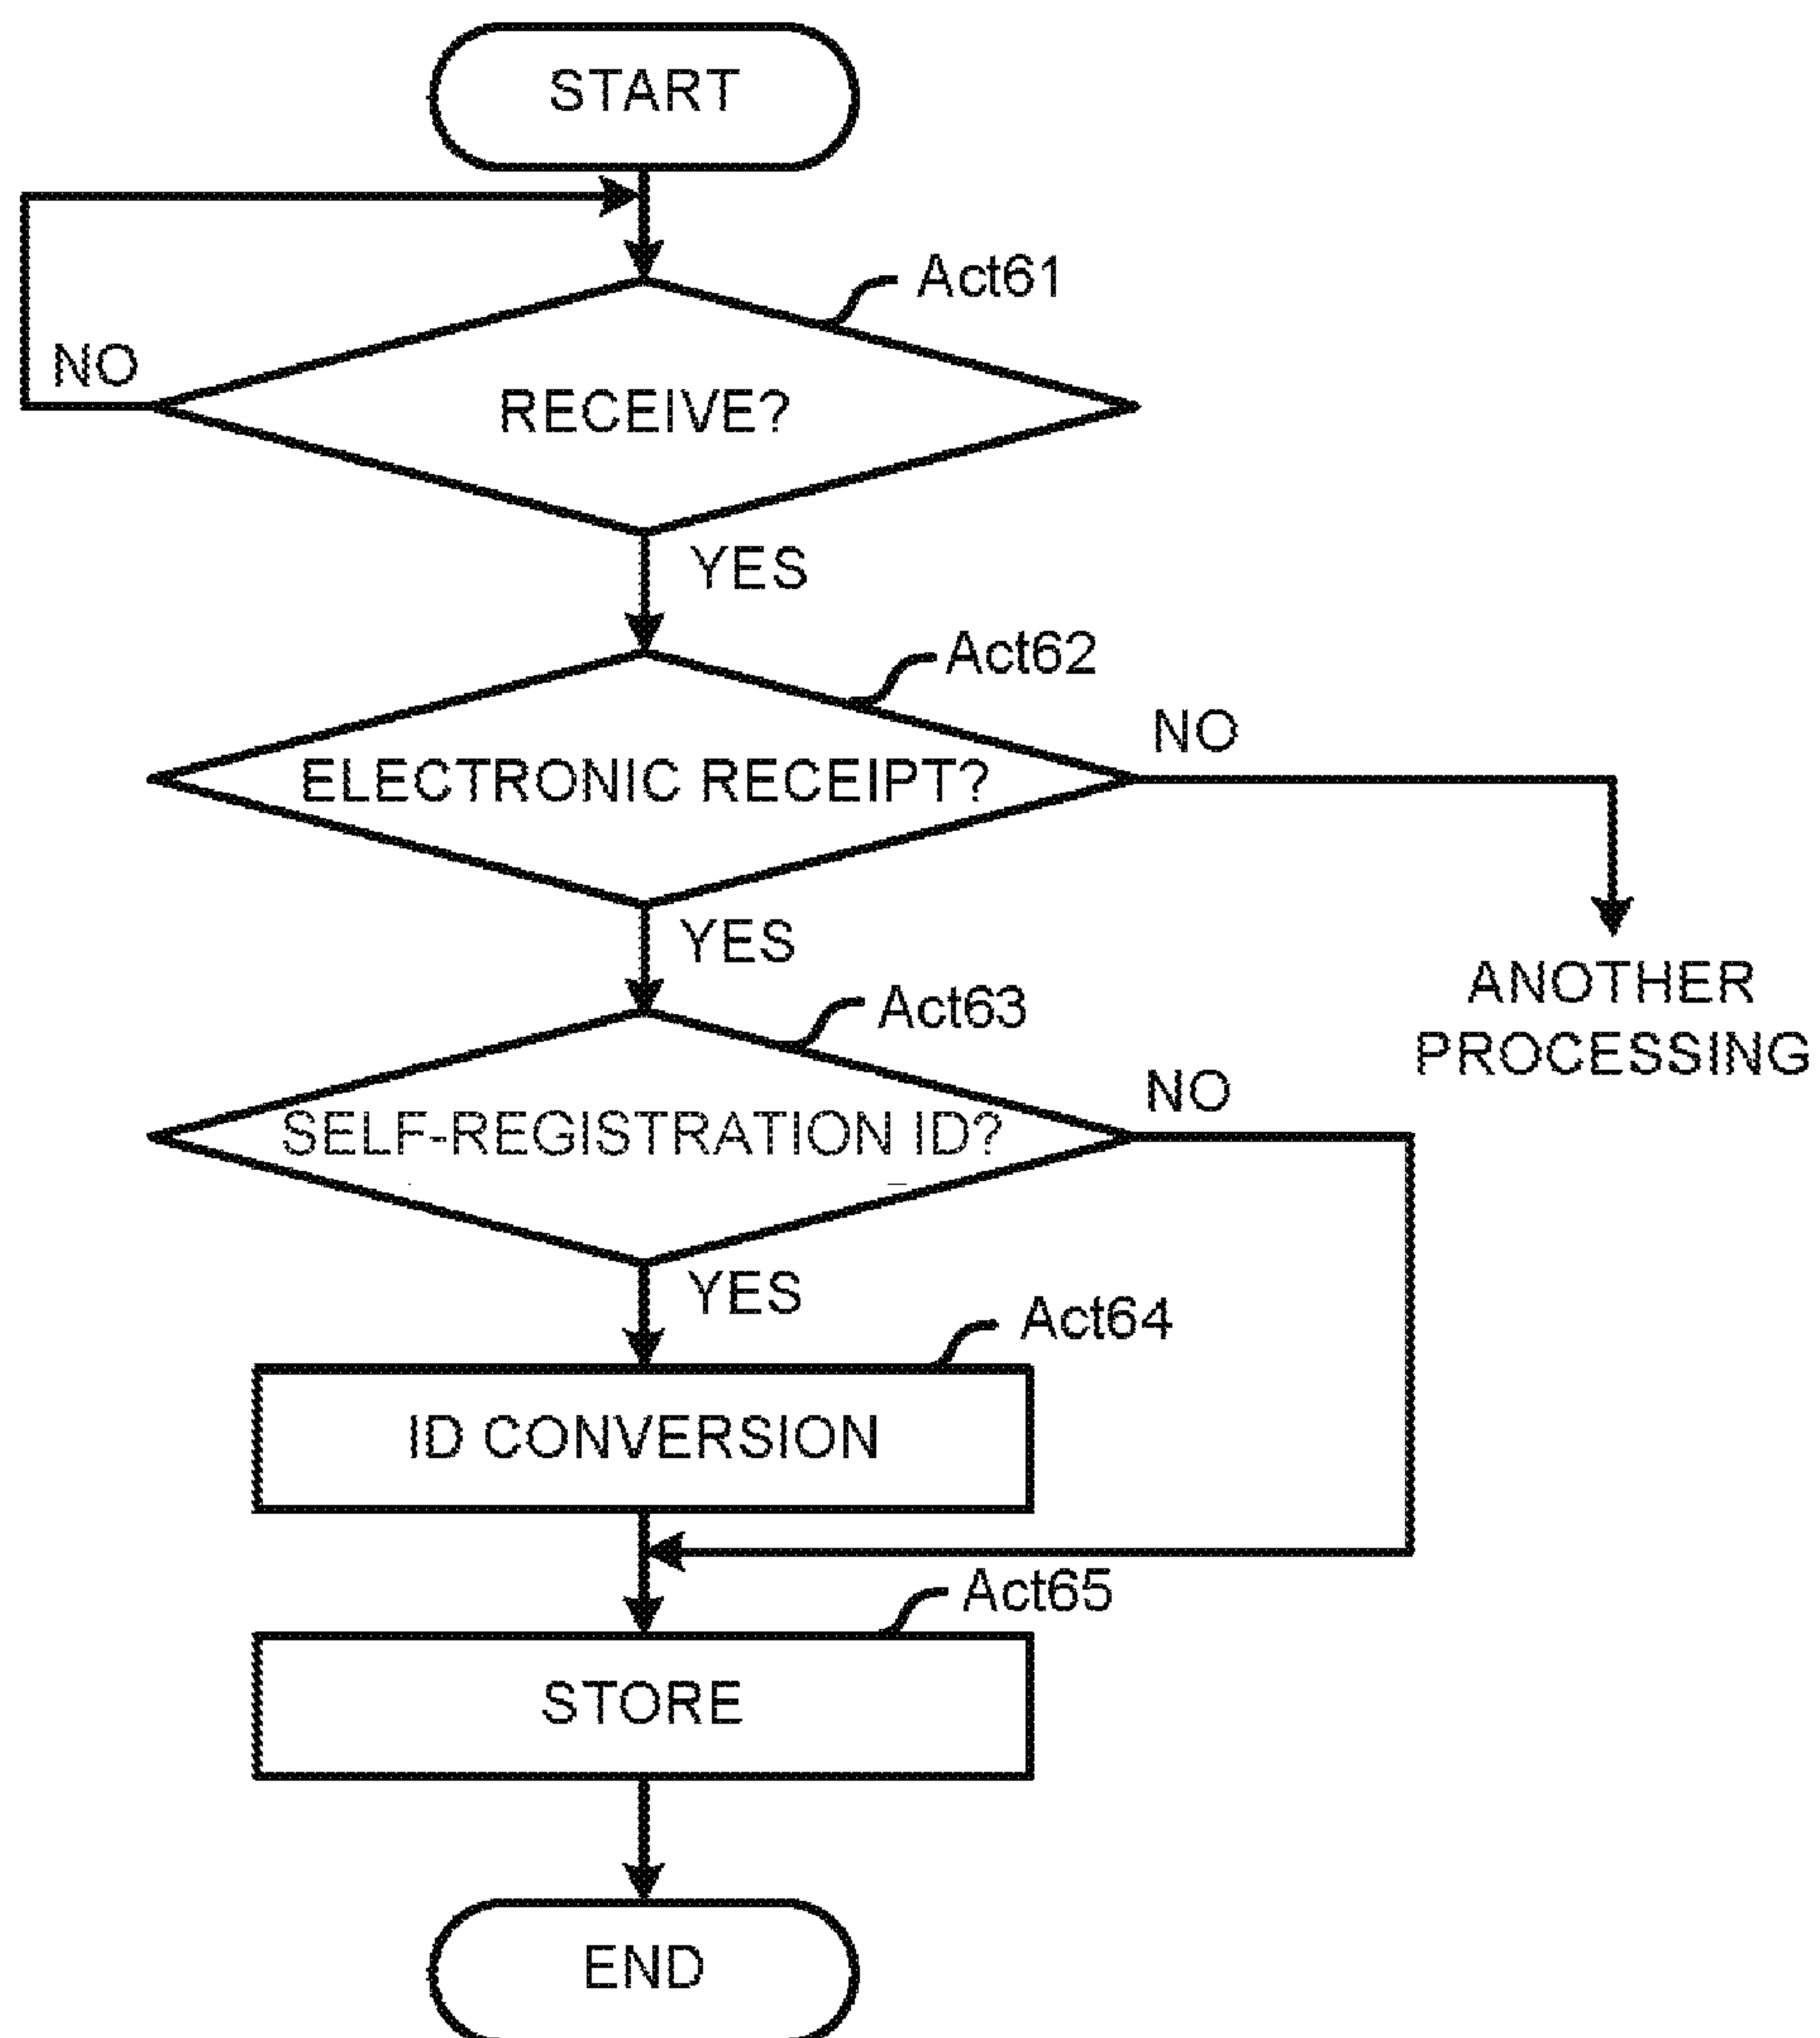 START
Act61
NO
RECEIVE?
YES
Act62
NO
ELECTRONIC RECEIPT?
YES
ANOTHER
PROCESSING
Act63
NO
SELF-REGISTRATION ID?
YES
Act64
ID CONVERSION
Act65
STORE
END